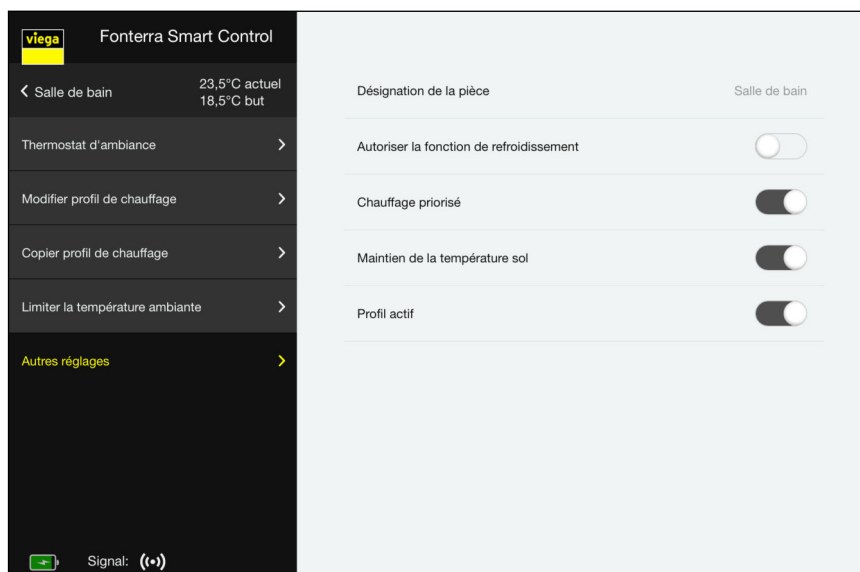 viega
Fonterra Smart Control
Salle de bain
23,5°C actuel
18,5°C but
Thermostat d'ambiance
Modifier profil de chauffage
Copier profil de chauffage
Limiter la température ambiante
Autres réglages
Signal:
Désignation de la pièce
Salle de bain
Autoriser la fonction de refroidissement
Chauffage priorisé
Maintien de la température sol
Profil actif